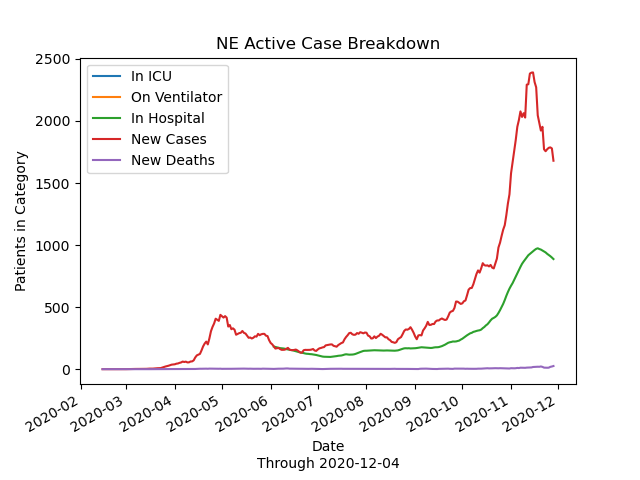 NE Active Case Breakdown
In ICU
On Ventilator
In Hospital
New Cases
New Deaths
Patients in Category
2500
2000
1500
1000
500
0
2020-02
2020-03
2020-04
2020-05
2020-06
2020-07
2020-08
2020-09
2020-10
2020-11
2020-12
Date
Through 2020-12-04